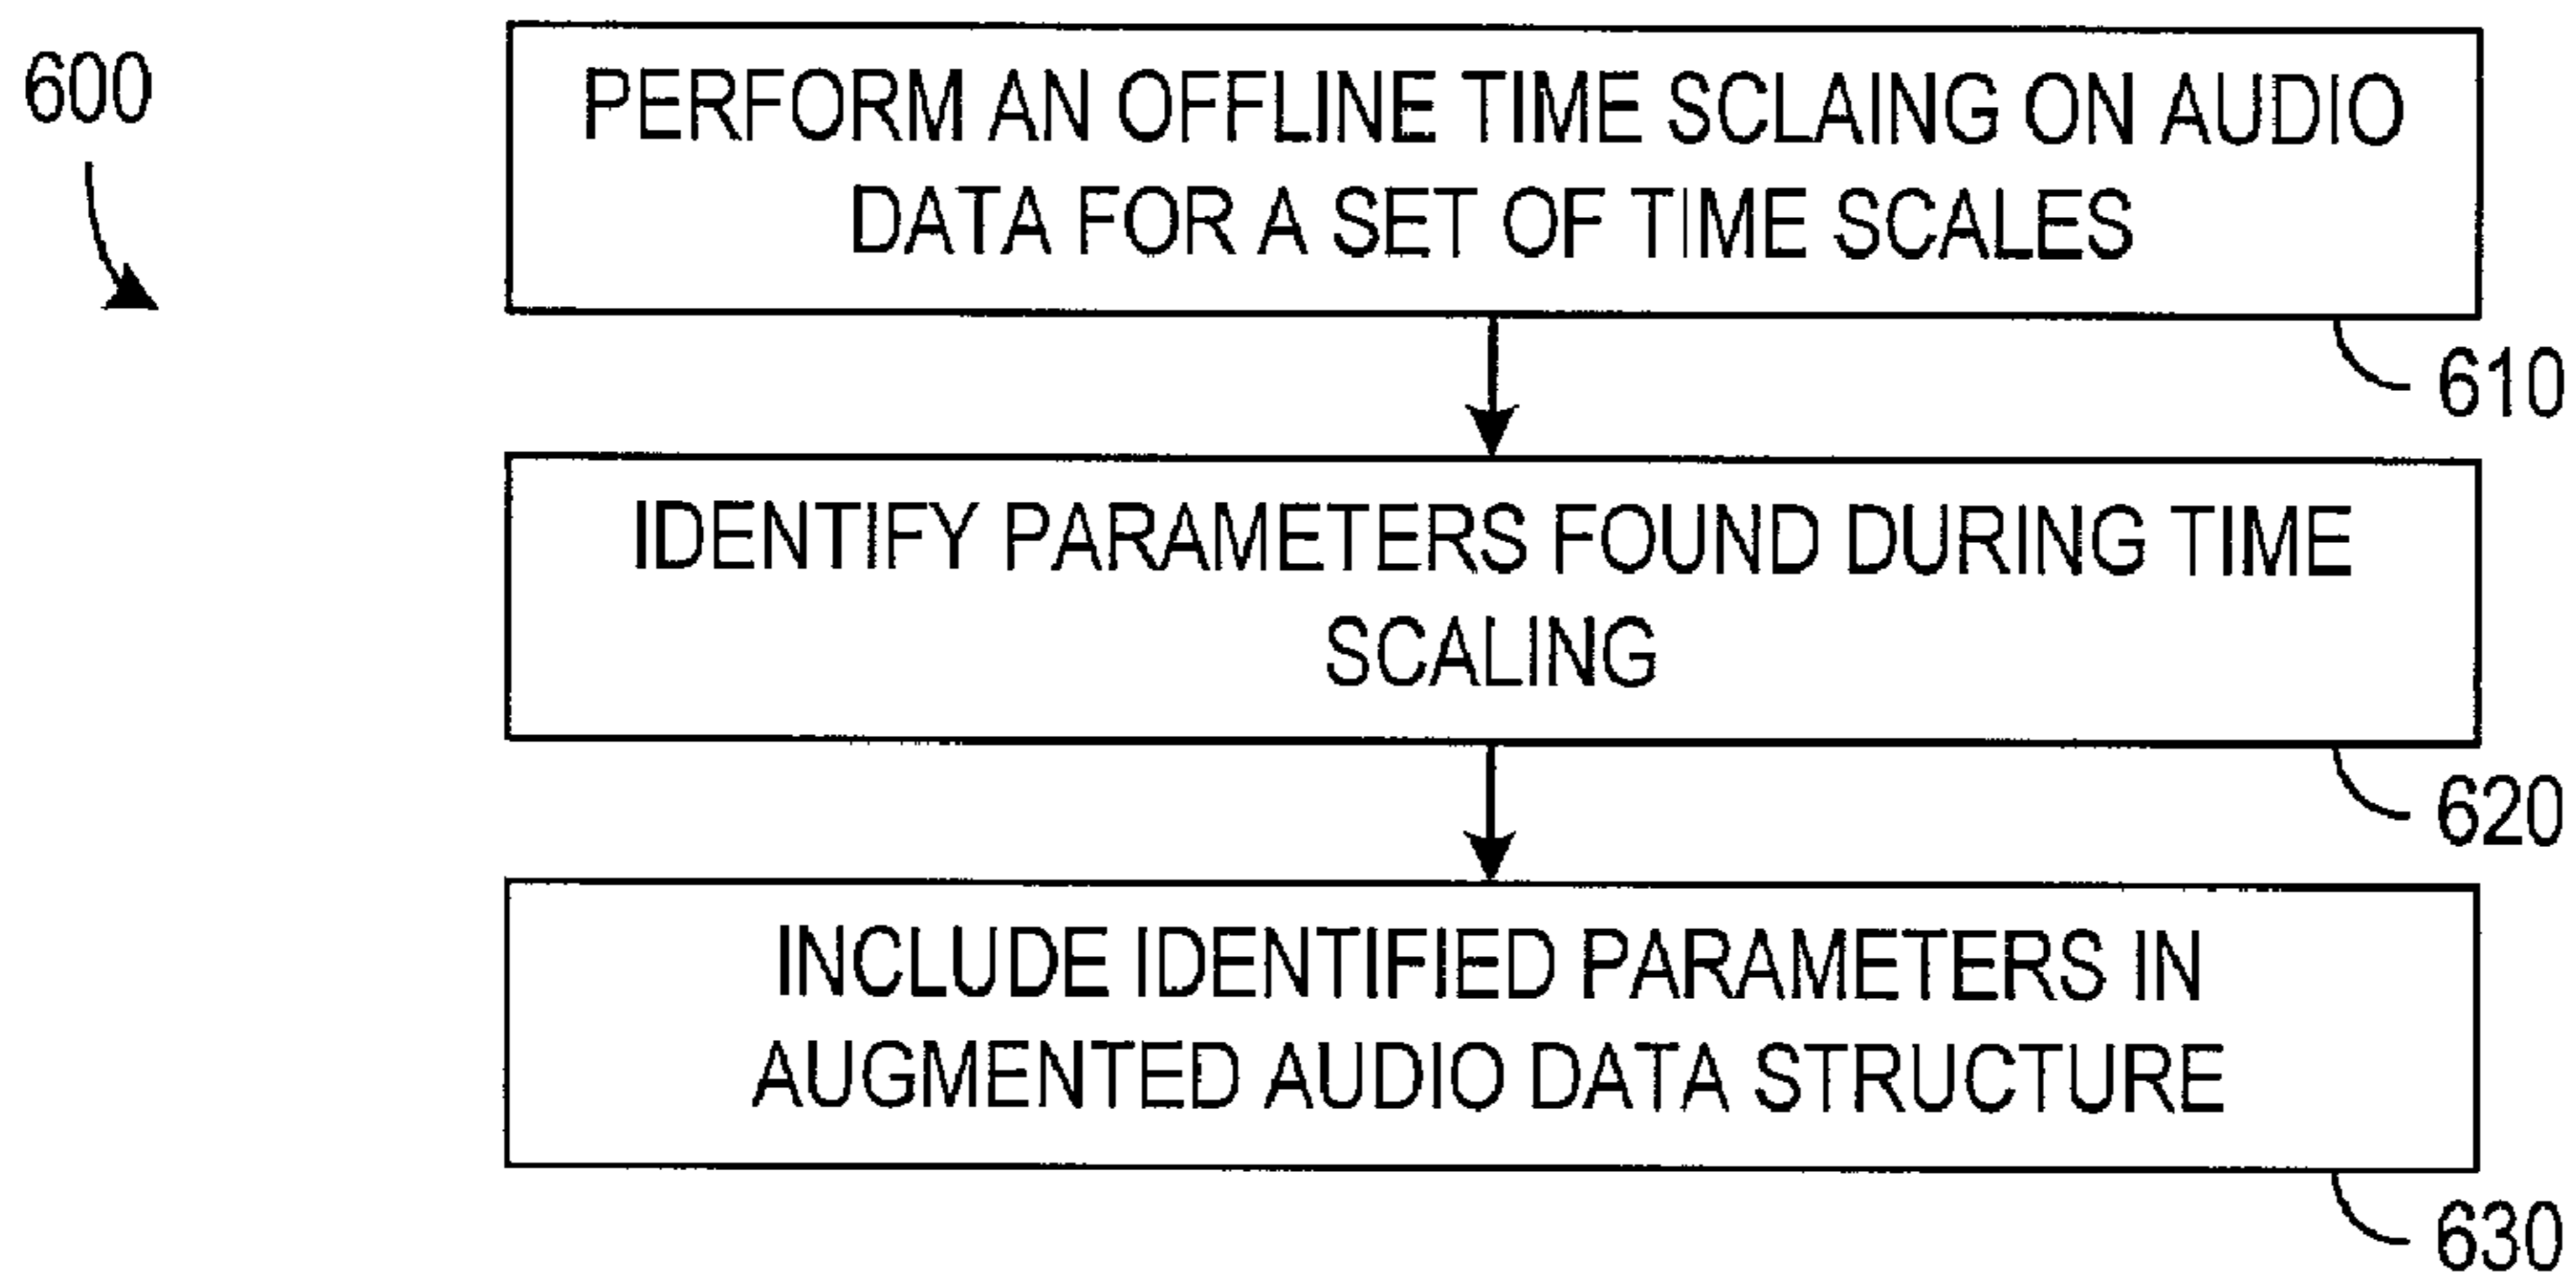 600
PERFORM AN OFFLINE TIME SCLAING ON AUDIO
DATA FOR A SET OF TIME SCALES
610
IDENTIFY PARAMETERS FOUND DURING TIME
SCALING
620
INCLUDE IDENTIFIED PARAMETERS IN
AUGMENTED AUDIO DATA STRUCTURE
630